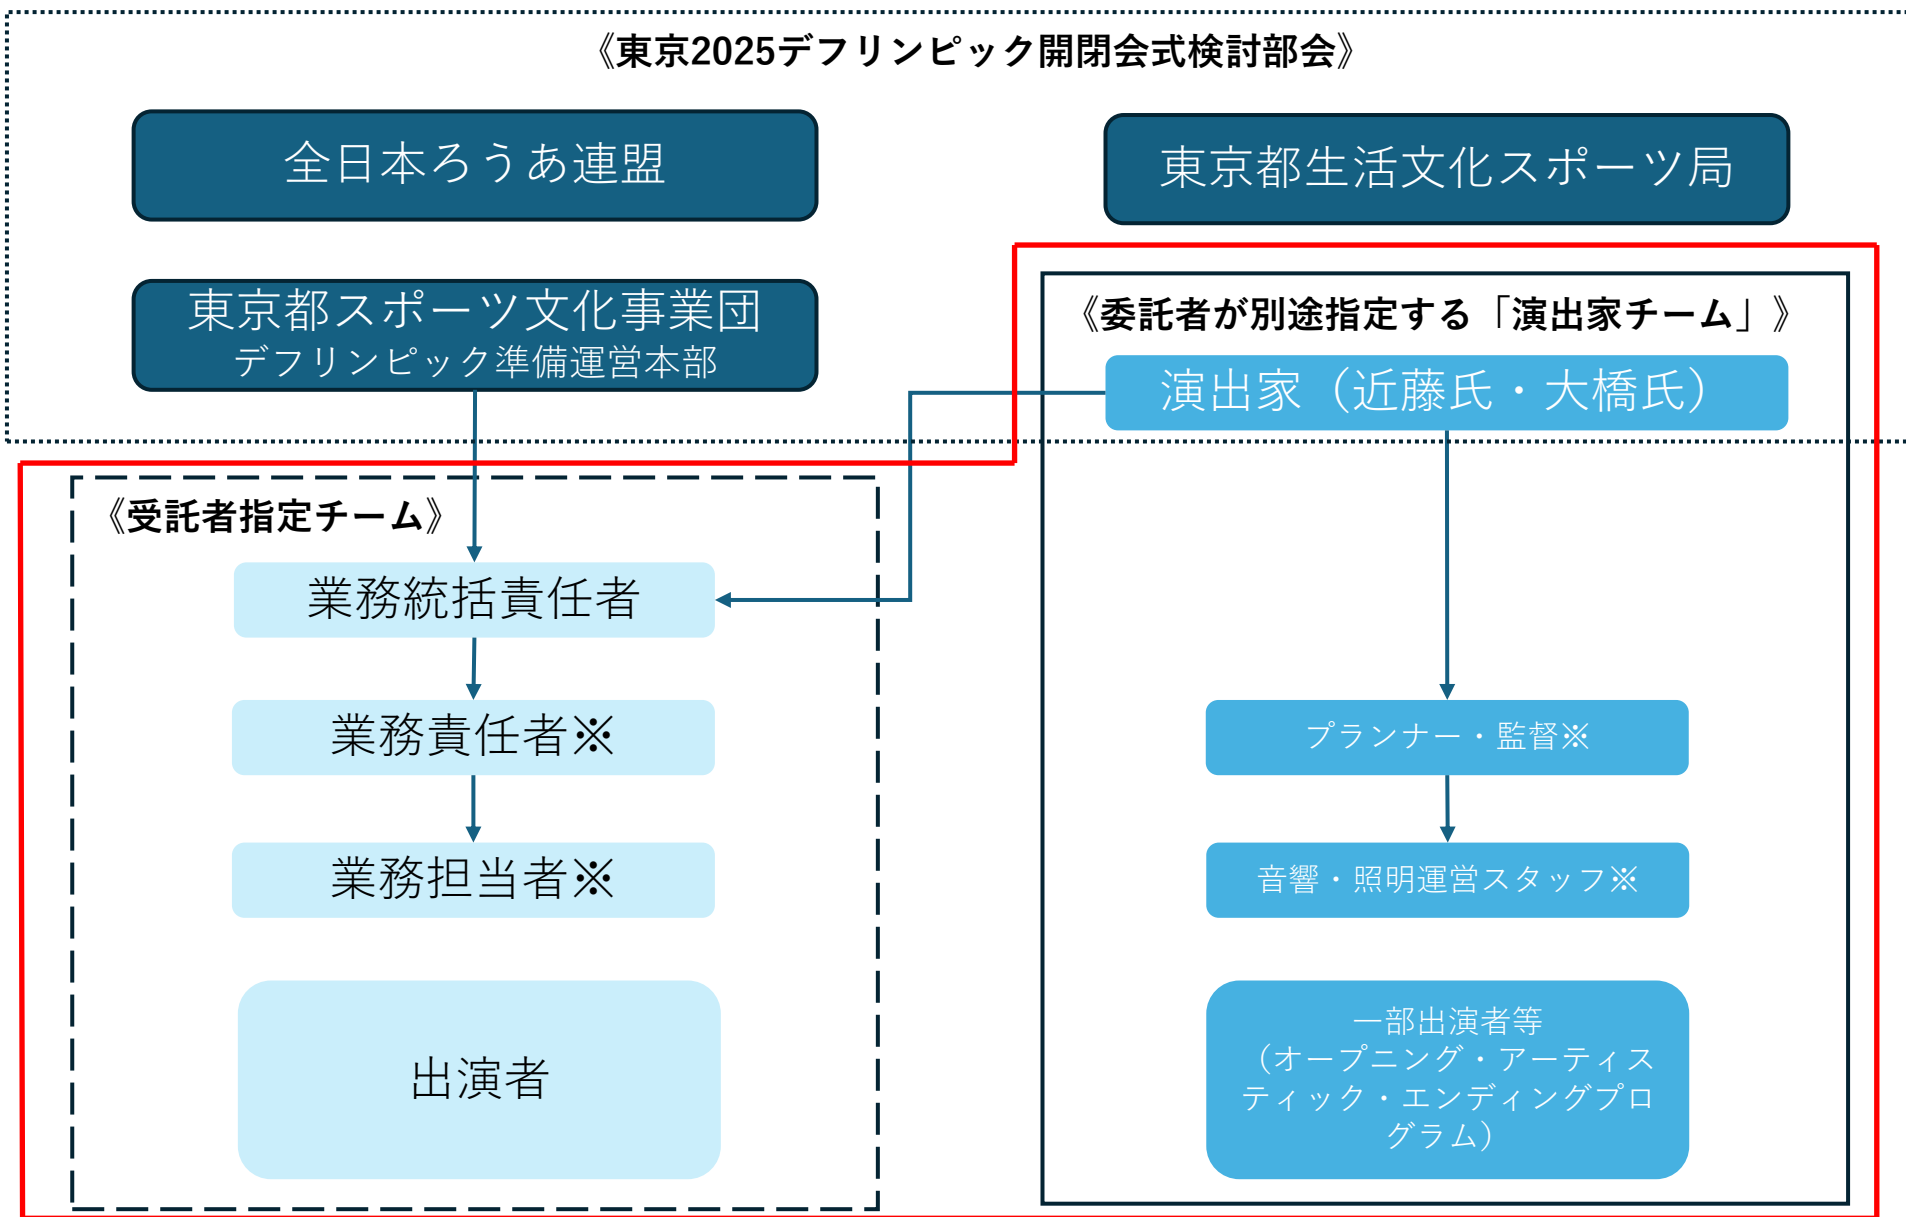 《東京2025デフリンピック開閉会式検討部会》
全日本ろうあ連盟
東京都生活文化スポーツ局
東京都スポーツ文化事業団
デフリンピック準備運営本部
《委託者が別途指定する「演出家チーム」》
演出家（近藤氏・大橋氏）
《受託者指定チーム》
業務統括責任者
業務責任者※
業務担当者※
出演者
プランナー・監督※
音響・照明運営スタッフ※
一部出演者等
（オープニング・アーティス
ティック・エンディングプロ
グラム）